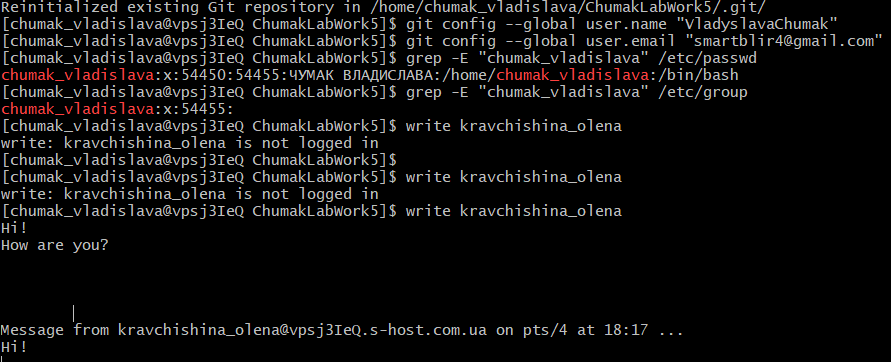 Reinitialized existing Git repository in /home/chumak_vladislava/ChumakLabWork5/.git/
[chumak_vladislava@vpsj3IeQ ChumakLabWork5]$ git config --global user.name "VladyslavaChumak"
[chumak_vladislava@vpsj3IeQ ChumakLabWork5]$ git config --global user.email "smartblir4@gmail.com"
[chumak_vladislava@vpsj3IeQ ChumakLabWork5]$ grep -E "chumak_vladislava" /etc/passwd
chumak_vladislava:x:54450:54455:ЧУМАК ВЛАДИСЛАВА:/home/chumak_vladislava:/bin/bash
[chumak_vladislava@vpsj3IeQ ChumakLabWork5]$ grep -E "chumak_vladislava" /etc/group
chumak_vladislava:x:54455:
[chumak_vladislava@vpsj3IeQ ChumakLabWork5]$ write kravchishina_olena
write: kravchishina_olena is not logged in
[chumak_vladislava@vpsj3IeQ ChumakLabWork5]$
[chumak_vladislava@vpsj3IeQ ChumakLabWork5]$ write kravchishina_olena
write: kravchishina_olena is not logged in
[chumak_vladislava@vpsj3IeQ ChumakLabWork5]$ write kravchishina_olena
Hi!
How are you?
Message from kravchishina_olena@vpsj3IeQ.s-host.com.ua on pts/4 at 18:17 ...
Hi!